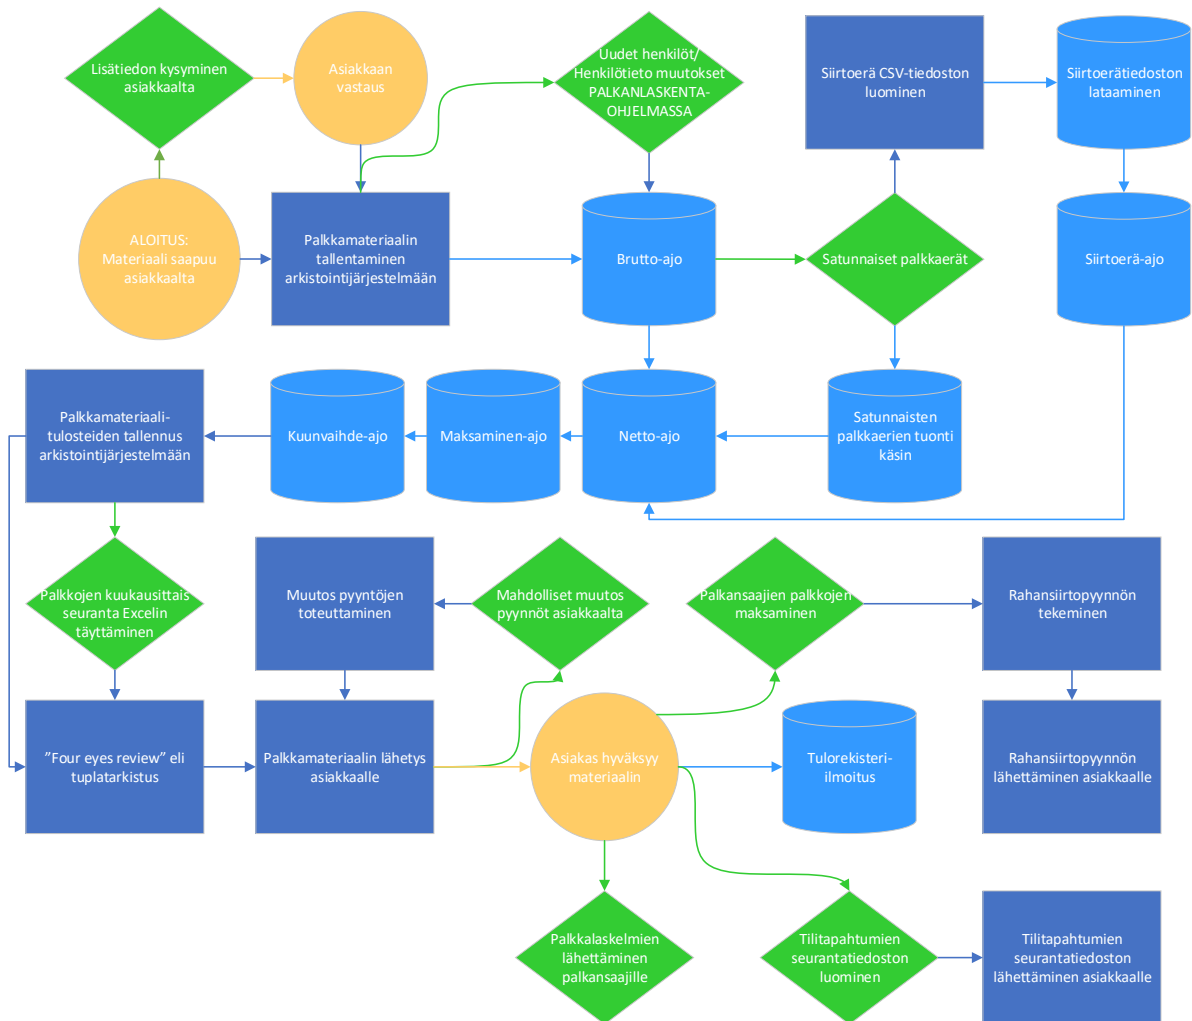 Lisätiedon kysyminen
asiakkaalta
Asiakkaan
vastaus
Uudet henkilöt/
Henkilötieto muutokset
PALKANLASKENTA-
OHJELMASSA
Siirtoerä CSV-tiedoston
luominen
Siirtoerätiedoston
lataaminen
ALOITUS:
Materiaali saapuu
asiakkaalta
Palkkamateriaalin
tallentaminen
arkistointijärjestelmään
Brutto-ajo
Satunnaiset palkkaerät
Siirtoerä-ajo
Palkkamateriaali-
tulosteiden tallennus
arkistointijärjestelmään
Kuunvaihde-ajo
Maksaminen-ajo
Netto-ajo
Satunnaisten
palkkaerien tuonti
käsin
Palkkojen kuukausittais
seuranta Excelin
täyttäminen
Muutos pyyntöjen
toteuttaminen
Mahdolliset muutos
pyynnöt asiakkaalta
Palkansaajien palkkojen
maksaminen
Rahansiirtopyynnön
tekeminen
”Four eyes review” eli
tuplatarkistus
Palkkamateriaalin lähetys
asiakkaalle
Asiakas hyväksyy
materiaalin
Tulorekisteri-
ilmoitus
Rahansiirtopyynnön
lähettäminen asiakkaalle
Palkkalaskelmien
lähettäminen
palkansaajille
Tilitapahtumien
seurantatiedoston
luominen
Tilitapahtumien
seurantatiedoston
lähettäminen asiakkaalle